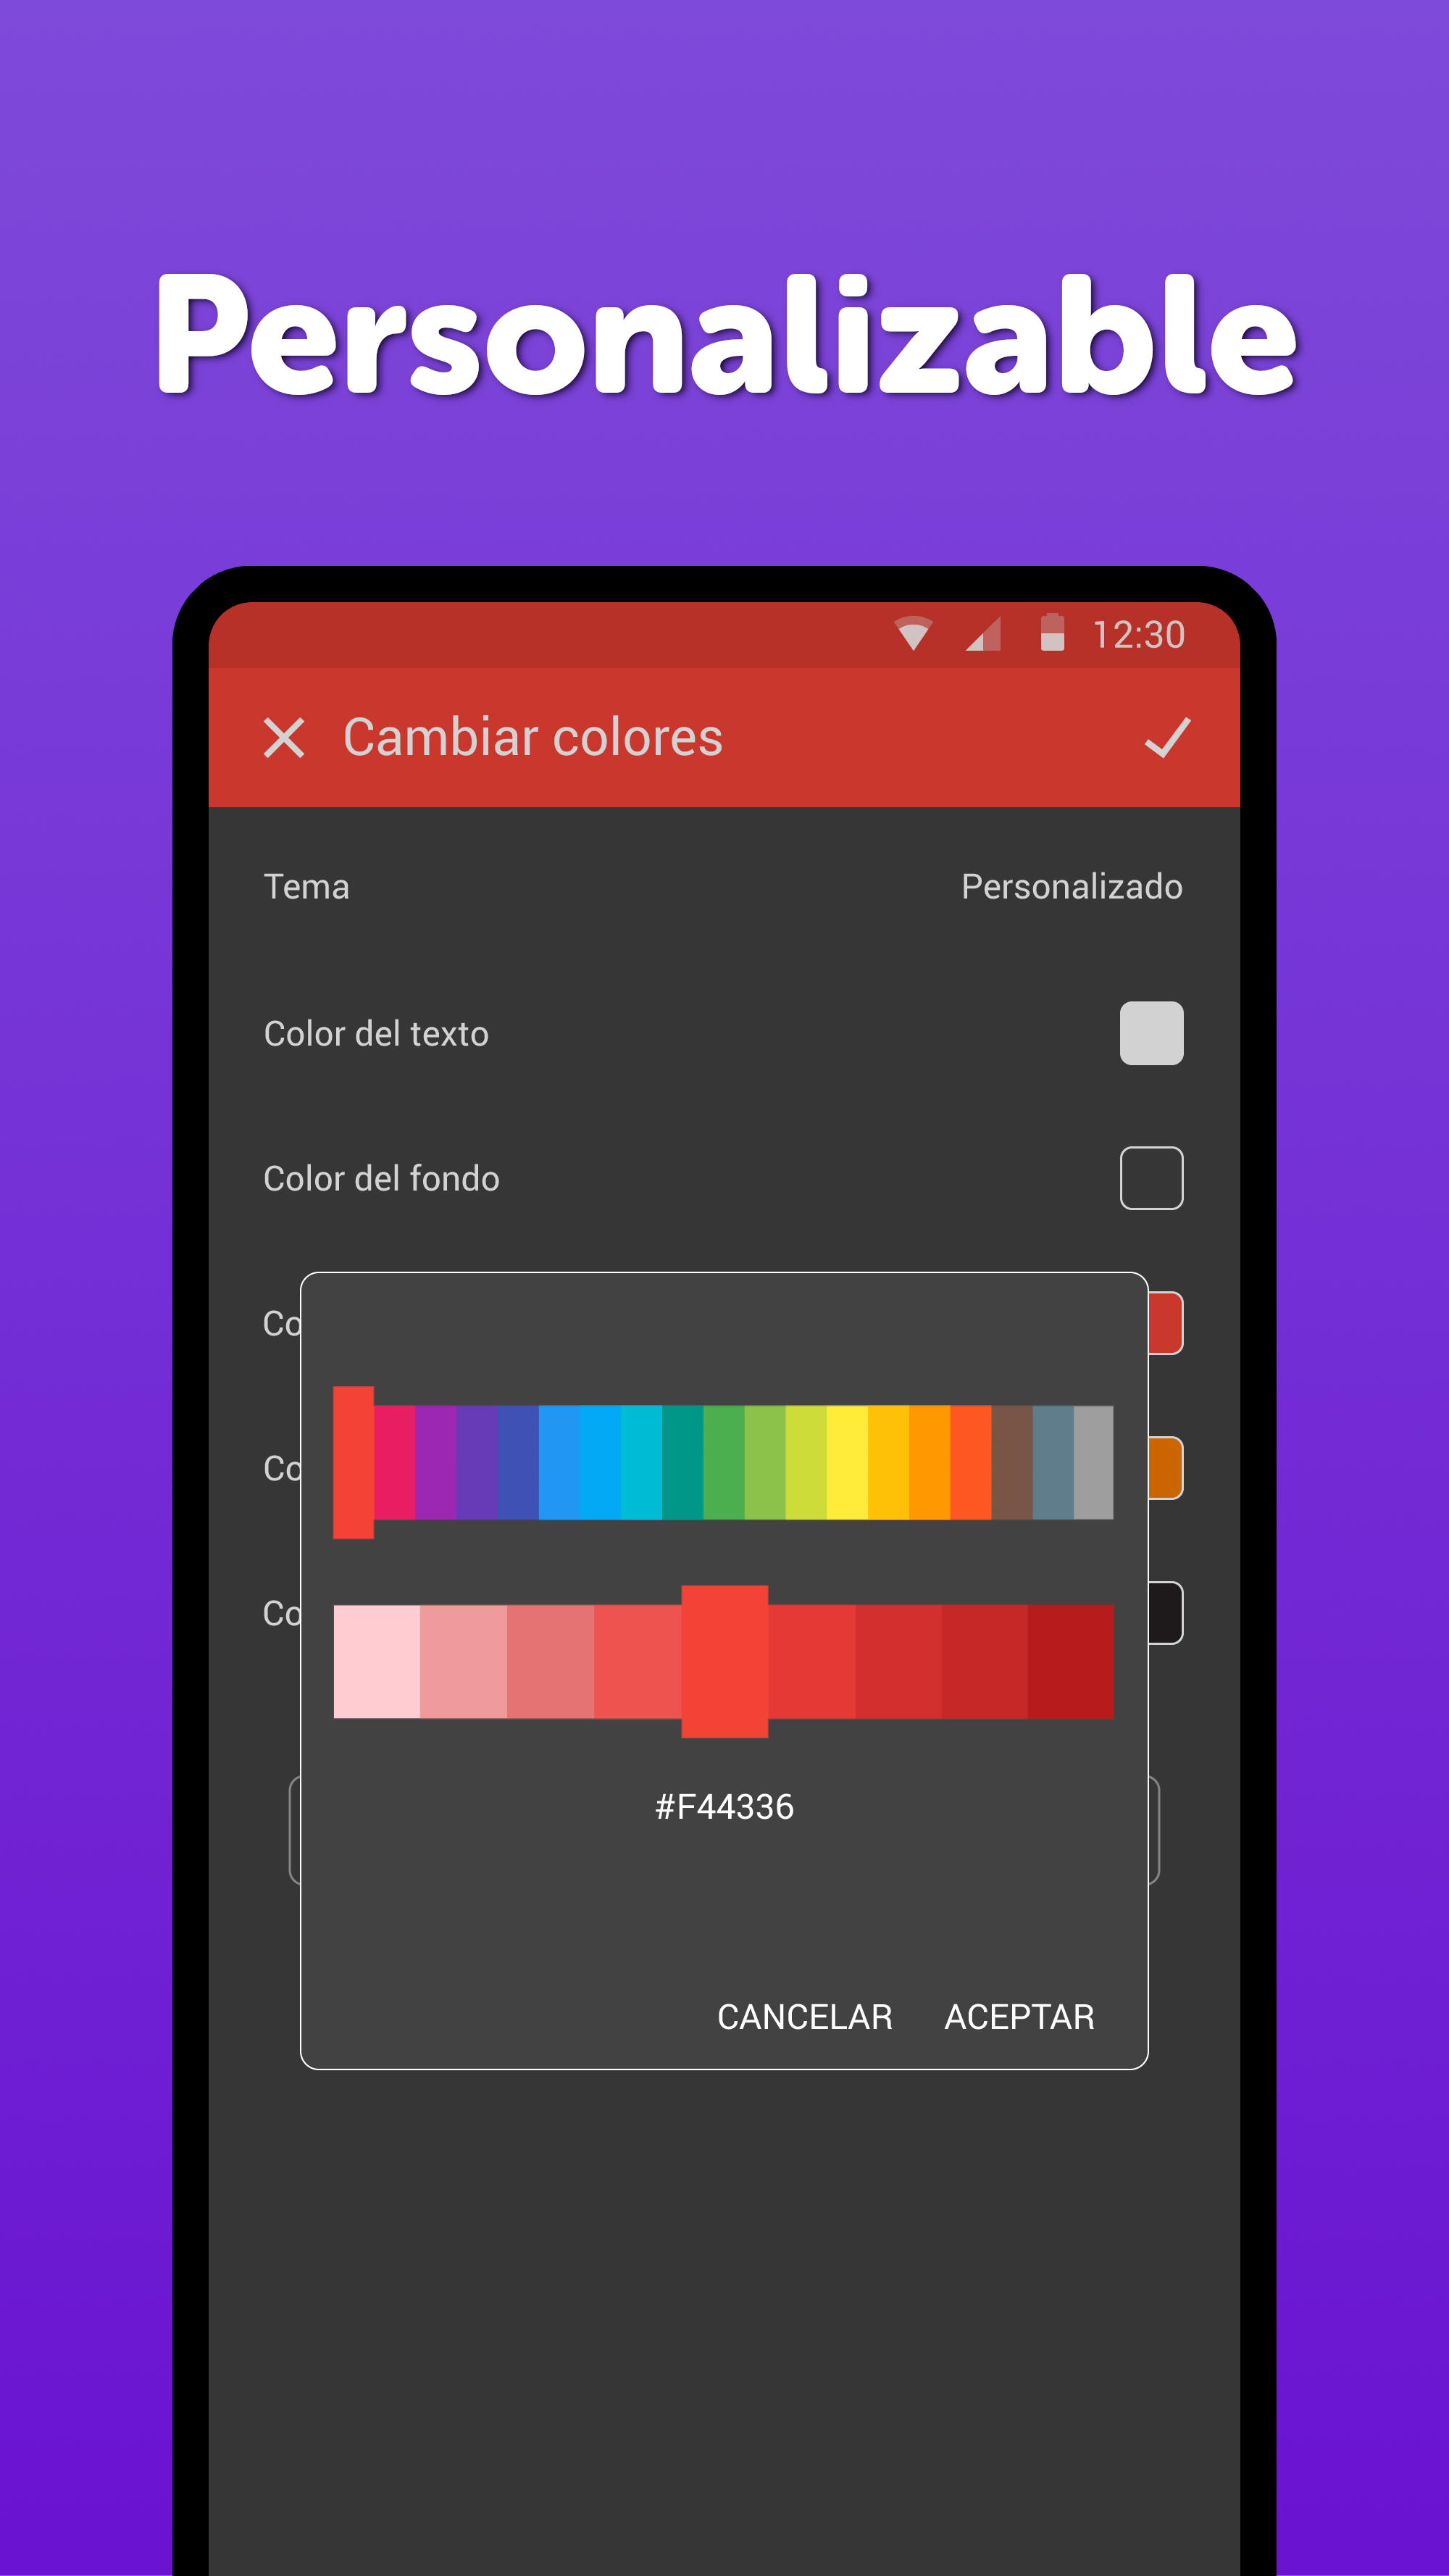 Personalizable
12:30
Cambiar colores
Tema
Personalizado
Color del texto
Color del fondo
Co
Co
Co
#F44336
CANCELAR ACEPTAR